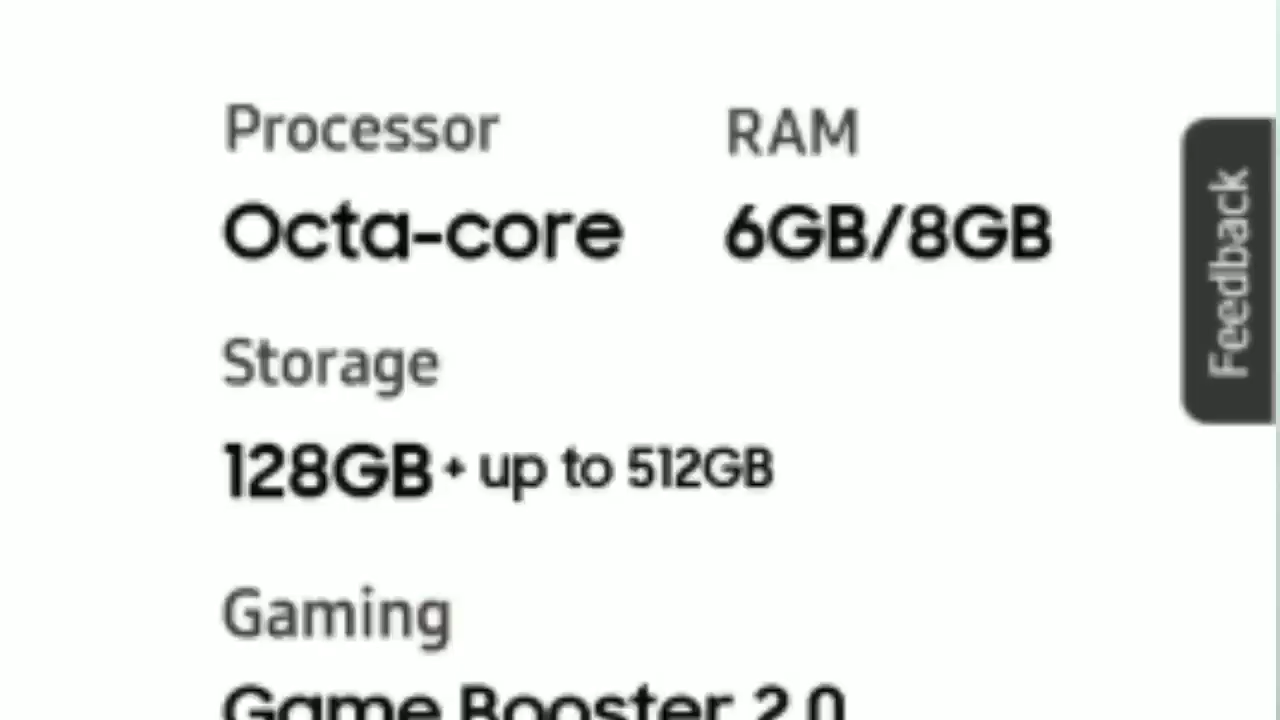 Processor RAM
Octa-core 6GB/8GB
Storage
128GB + up to 512GB
Gaming
Game Booster 2.0
Feedback